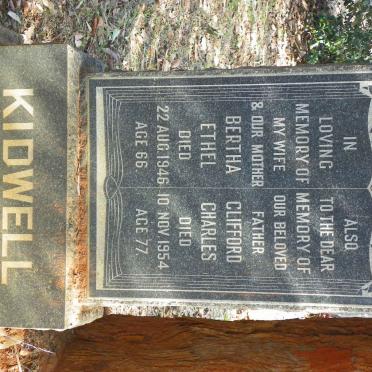 IN
LOVING
MEMORY OF
MY WIFE
& OUR MOTHER
BERTHA
ETHEL
DIED
22 AUG.1946
AGE 66
ALSO
TO THE DEAR
MEMORY OF
OUR BELOVED
FATHER
CLIFFORD
CHARLES
DIED
10 NOV.1954
AGE 77
KIDWELL